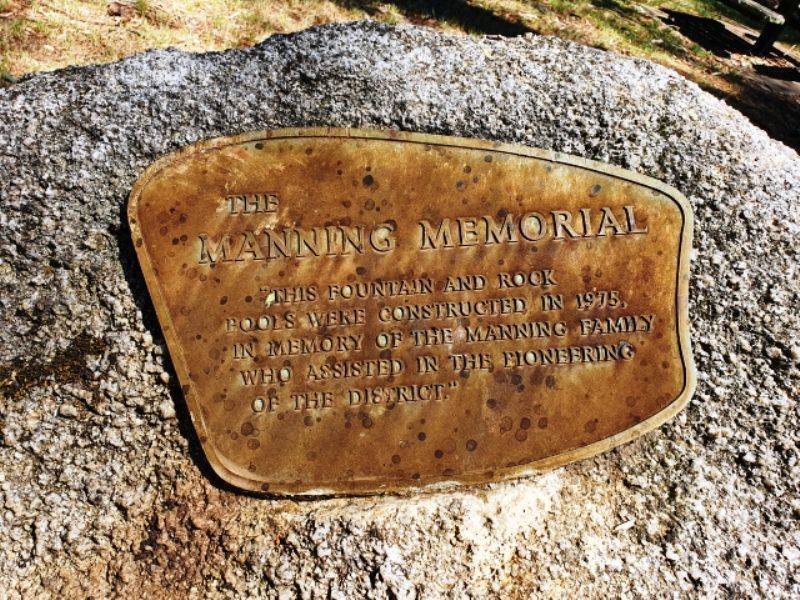 THE
MANNING MEMORIAL
"THIS FOUNTAIN AND ROCK
POOLS WERE CONSTRUCTED IN 1975,
IN MEMORY OF THE MANNING FAMILY
WHO ASSISTED IN THE PIONEERING
OF THE DISTRICT."